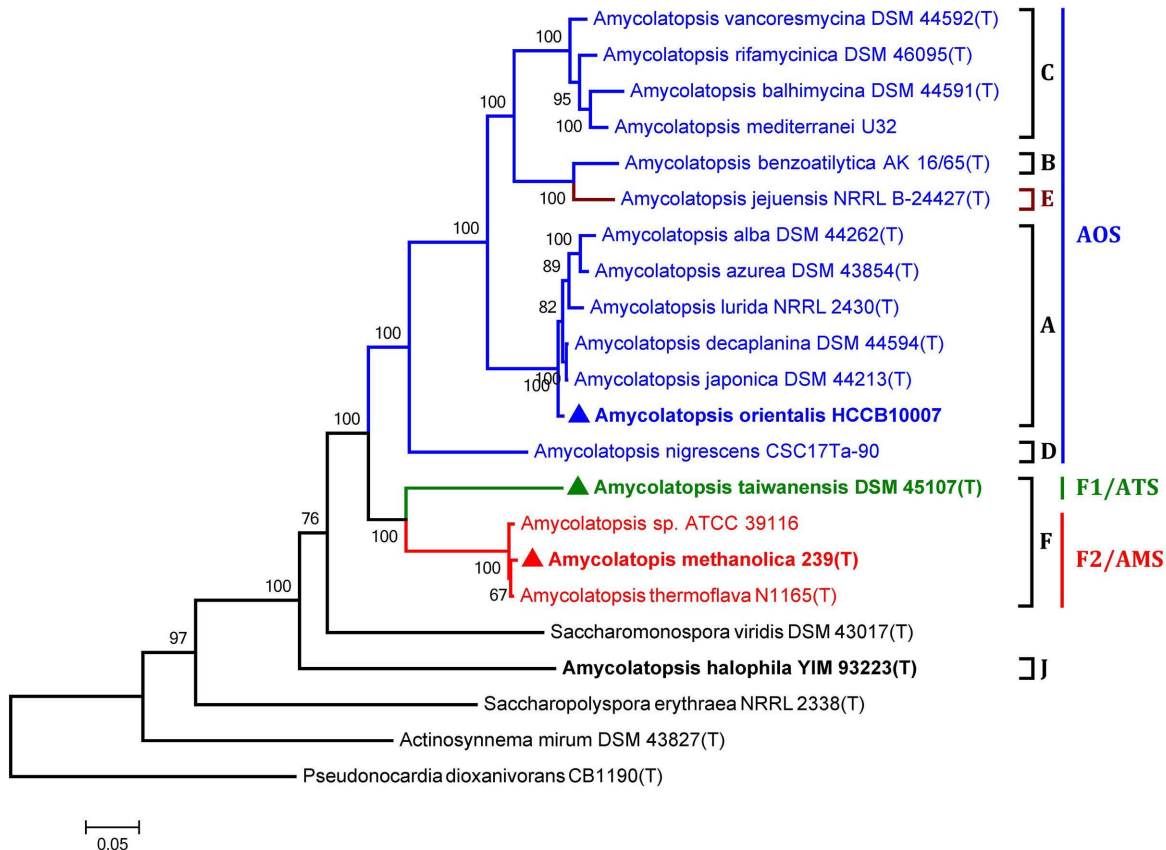 Amycolatopsis vancoresmycina DSM 44592(T)
100
Amycolatopsis rifamycinica DSM 46095(T)
C
95
Amycolatopsis balhimycina DSM 44591(T)
100
100
Amycolatopsis mediterranei U32
Amycolatopsis benzoatilytica AK 16/65(T)
B
100
Amycolatopsis jejuensis NRRL B-24427(T)
E
100
Amycolatopsis alba DSM 44262(T)
AOS
100
89
Amycolatopsis azurea DSM 43854(T)
82
Amycolatopsis lurida NRRL 2430(T)
A
100
Amycolatopsis decaplanina DSM 44594(T)
100
100
Amycolatopsis japonica DSM 44213(T)
Amycolatopsis orientalis HCCB10007
100
Amycolatopsis nigrescens CSC17Ta-90
D
Amycolatopsis taiwanensis DSM 45107(T)
F1/ATS
76
100
Amycolatopsis sp. ATCC 39116
F
100
Amycolatopis methanolica 239(T)
F2/AMS
67
Amycolatopsis thermoflava N1165(T)
100
Saccharomonospora viridis DSM 43017(T)
97
Amycolatopsis halophila YIM 93223(T)
J
Saccharopolyspora erythraea NRRL 2338(T)
Actinosynnema mirum DSM 43827(T)
Pseudonocardia dioxanivorans CB1190(T)
0.05